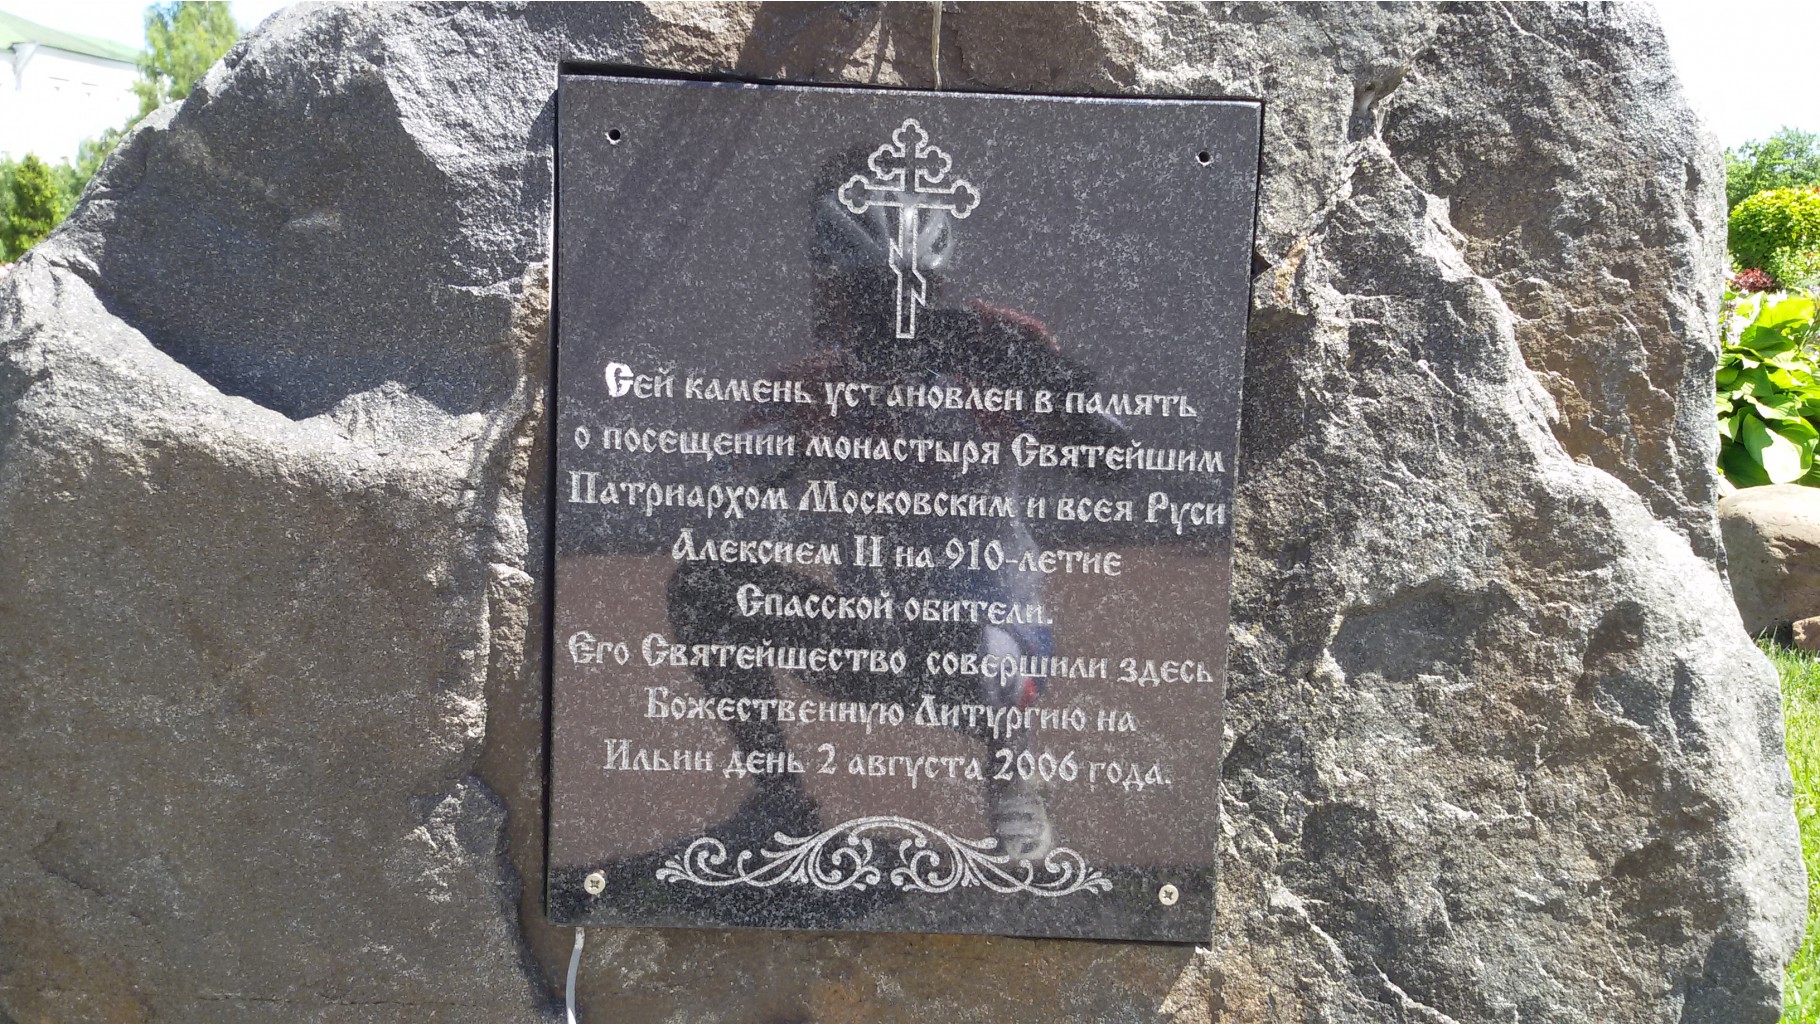 Сей камень установлен в память
о посещении монастыря Святейшим
Патриархом Московским и всея Руси
Алексием II на 910-летие
Спасской обители.
Его Святейшество совершили здесь
Божественную Литургию на
Ильин день 2 августа 2006 года.